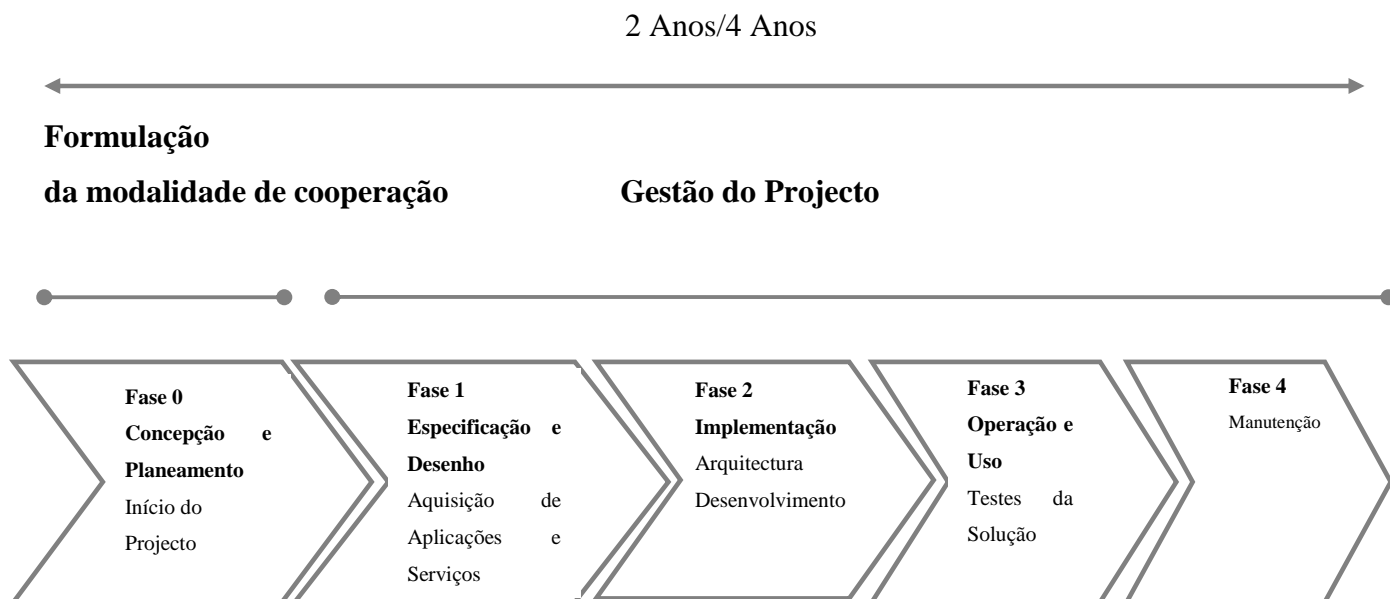 2 Anos/4 Anos
Formulação
da modalidade de cooperação
Gestão do Projecto
Fase 0
Concepção e
Planeamento
Início do
Projecto
Fase 1
Especificação e
Desenho
Aquisição de
Aplicações e
Serviços
Fase 2
Implementação
Arquitectura
Desenvolvimento
Fase 3
Operação e
Uso
Testes da
Solução
Fase 4
Manutenção